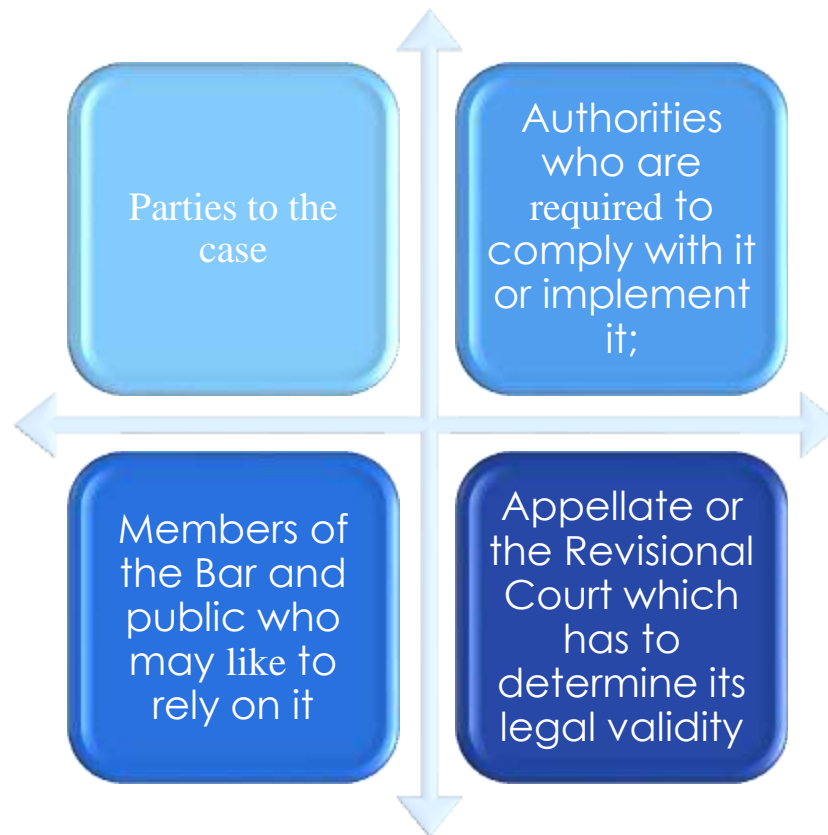 Parties to the
case
Authorities
who are
required to
comply with it
or implement
it;
Members of
the Bar and
public who
may like to
rely on it
Appellate or
the Revisional
Court which
has to
determine its
legal validity